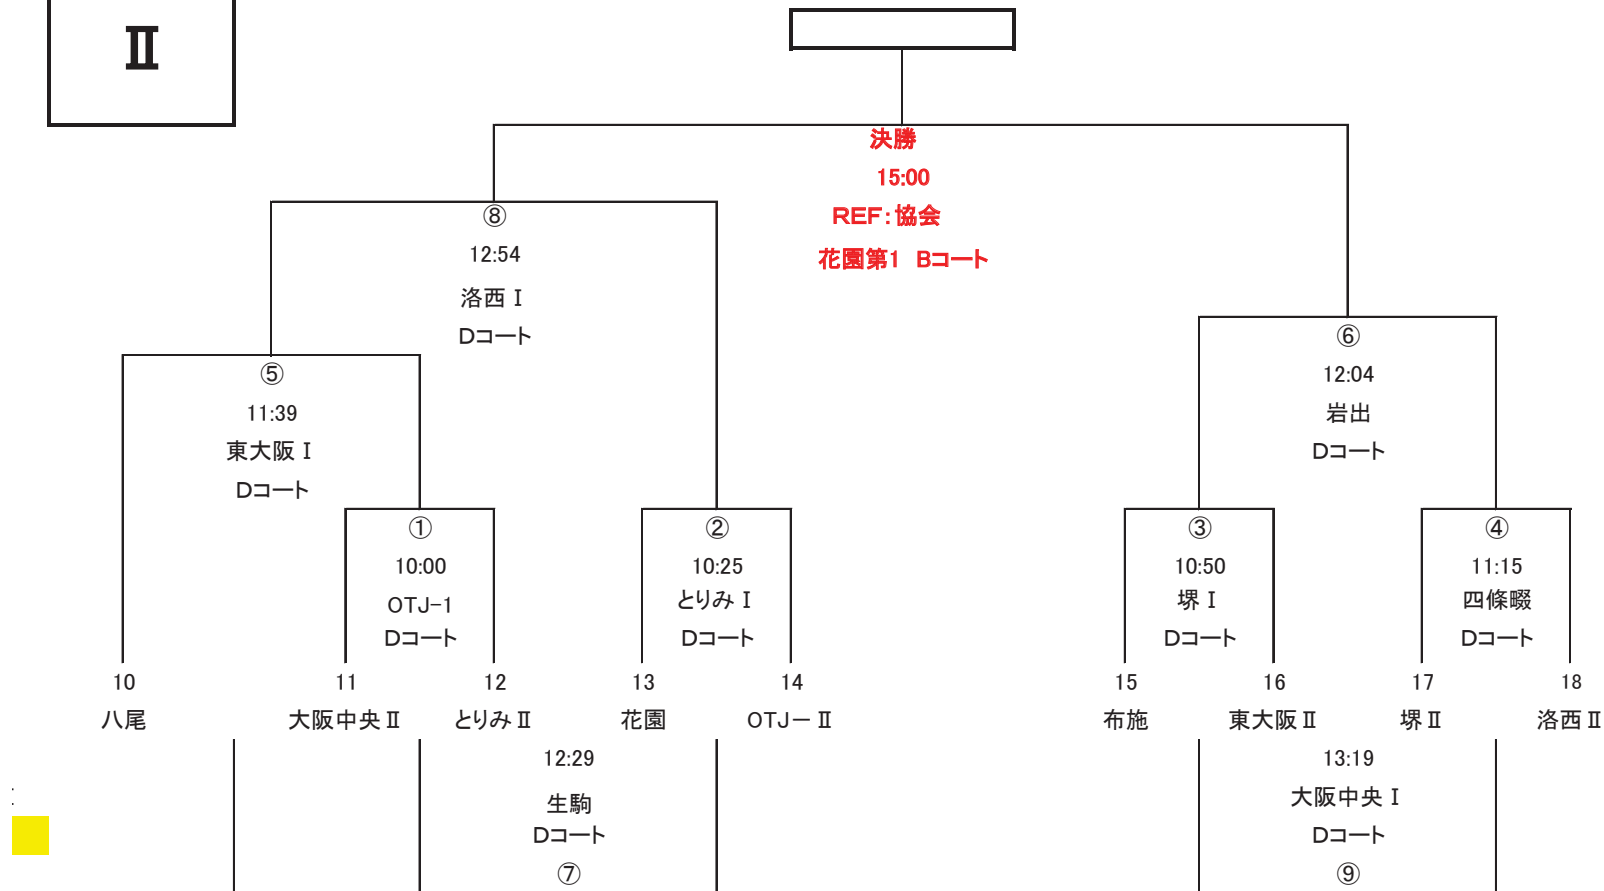 Ⅱ
決勝
15:00
REF:協会
花園第1 Bコート
⑧
12:54
洛西Ⅰ
Dコート
⑥
12:04
岩出
Dコート
⑤
11:39
東大阪Ⅰ
Dコート
①
10:00
OTJ-1
Dコート
②
10:25
とりみⅠ
Dコート
③
10:50
堺Ⅰ
Dコート
④
11:15
四條畷
Dコート
10 11 12 13 14 15 16 17 18
八尾 大阪中央Ⅱ とりみⅡ 花園 OTJ-Ⅱ 布施 東大阪Ⅱ 堺Ⅱ 洛西Ⅱ
12:29
生駒
Dコート
⑦
13:19
大阪中央Ⅰ
Dコート
⑨